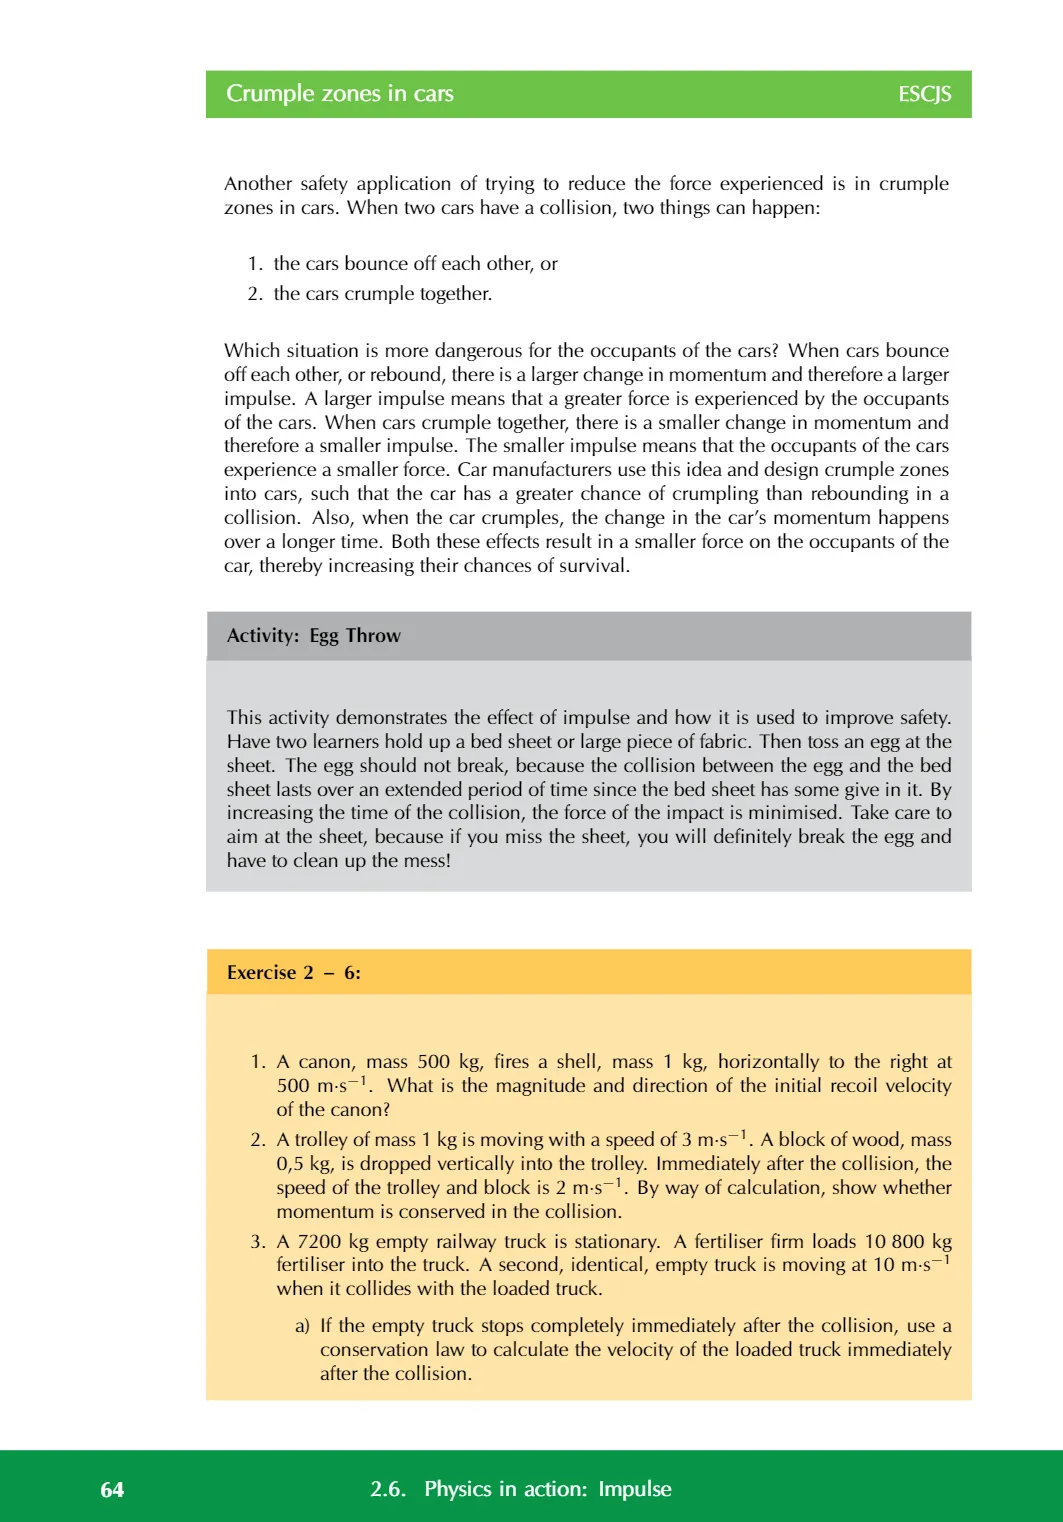 Crumple zones in cars ESCJS
Another safety application of trying to reduce the force experienced is in crumple
zones in cars. When two cars have a collision, two things can happen:
1. the cars bounce off each other, or
2. the cars crumple together.
Which situation is more dangerous for the occupants of the cars? When cars bounce
off each other, or rebound, there is a larger change in momentum and therefore a larger
impulse. A larger impulse means that a greater force is experienced by the occupants
of the cars. When cars crumple together, there is a smaller change in momentum and
therefore a smaller impulse. The smaller impulse means that the occupants of the cars
experience a smaller force. Car manufacturers use this idea and design crumple zones
into cars, such that the car has a greater chance of crumpling than rebounding in a
collision. Also, when the car crumples, the change in the car's momentum happens
over a longer time. Both these effects result in a smaller force on the occupants of the
car, thereby increasing their chances of survival.
Activity: Egg Throw
This activity demonstrates the effect of impulse and how it is used to improve safety.
Have two learners hold up a bed sheet or large piece of fabric. Then toss an egg at the
sheet. The egg should not break, because the collision between the egg and the bed
sheet lasts over an extended period of time since the bed sheet has some give in it. By
increasing the time of the collision, the force of the impact is minimised. Take care to
aim at the sheet, because if you miss the sheet, you will definitely break the egg and
have to clean up the mess!
Exercise 2 – 6:
1. A canon, mass 500 kg, fires a shell, mass 1 kg, horizontally to the right at
500 m·s⁻¹. What is the magnitude and direction of the initial recoil velocity
of the canon?
2. A trolley of mass 1 kg is moving with a speed of 3 m·s⁻¹. A block of wood, mass
0,5 kg, is dropped vertically into the trolley. Immediately after the collision, the
speed of the trolley and block is 2 m·s⁻¹. By way of calculation, show whether
momentum is conserved in the collision.
3. A 7200 kg empty railway truck is stationary. A fertiliser firm loads 10 800 kg
fertiliser into the truck. A second, identical, empty truck is moving at 10 m·s⁻¹
when it collides with the loaded truck.
a) If the empty truck stops completely immediately after the collision, use a
conservation law to calculate the velocity of the loaded truck immediately
after the collision.
64 2.6. Physics in action: Impulse